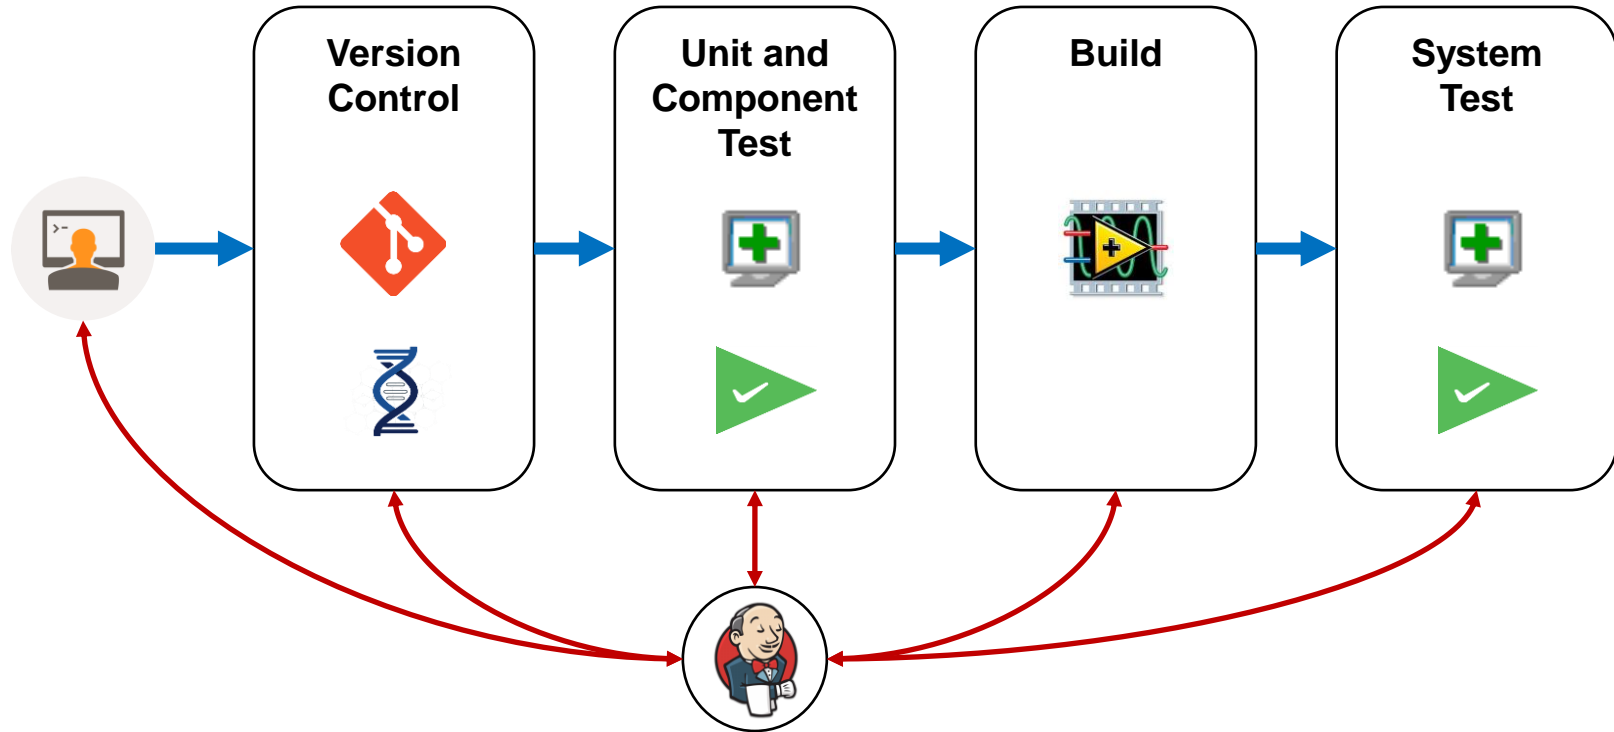 Version
Control
Unit and
Component
Test
Build
System
Test
>-